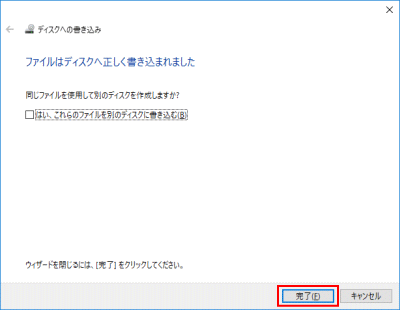 ディスクへの書き込み
ファイルはディスクへ正しく書き込まれました
同じファイルを使用して別のディスクを作成しますか?
はい、これらのファイルを別のディスクに書き込む(B)
ウィザードを閉じるには、[完了] をクリックしてください。
完了(F) キャンセル